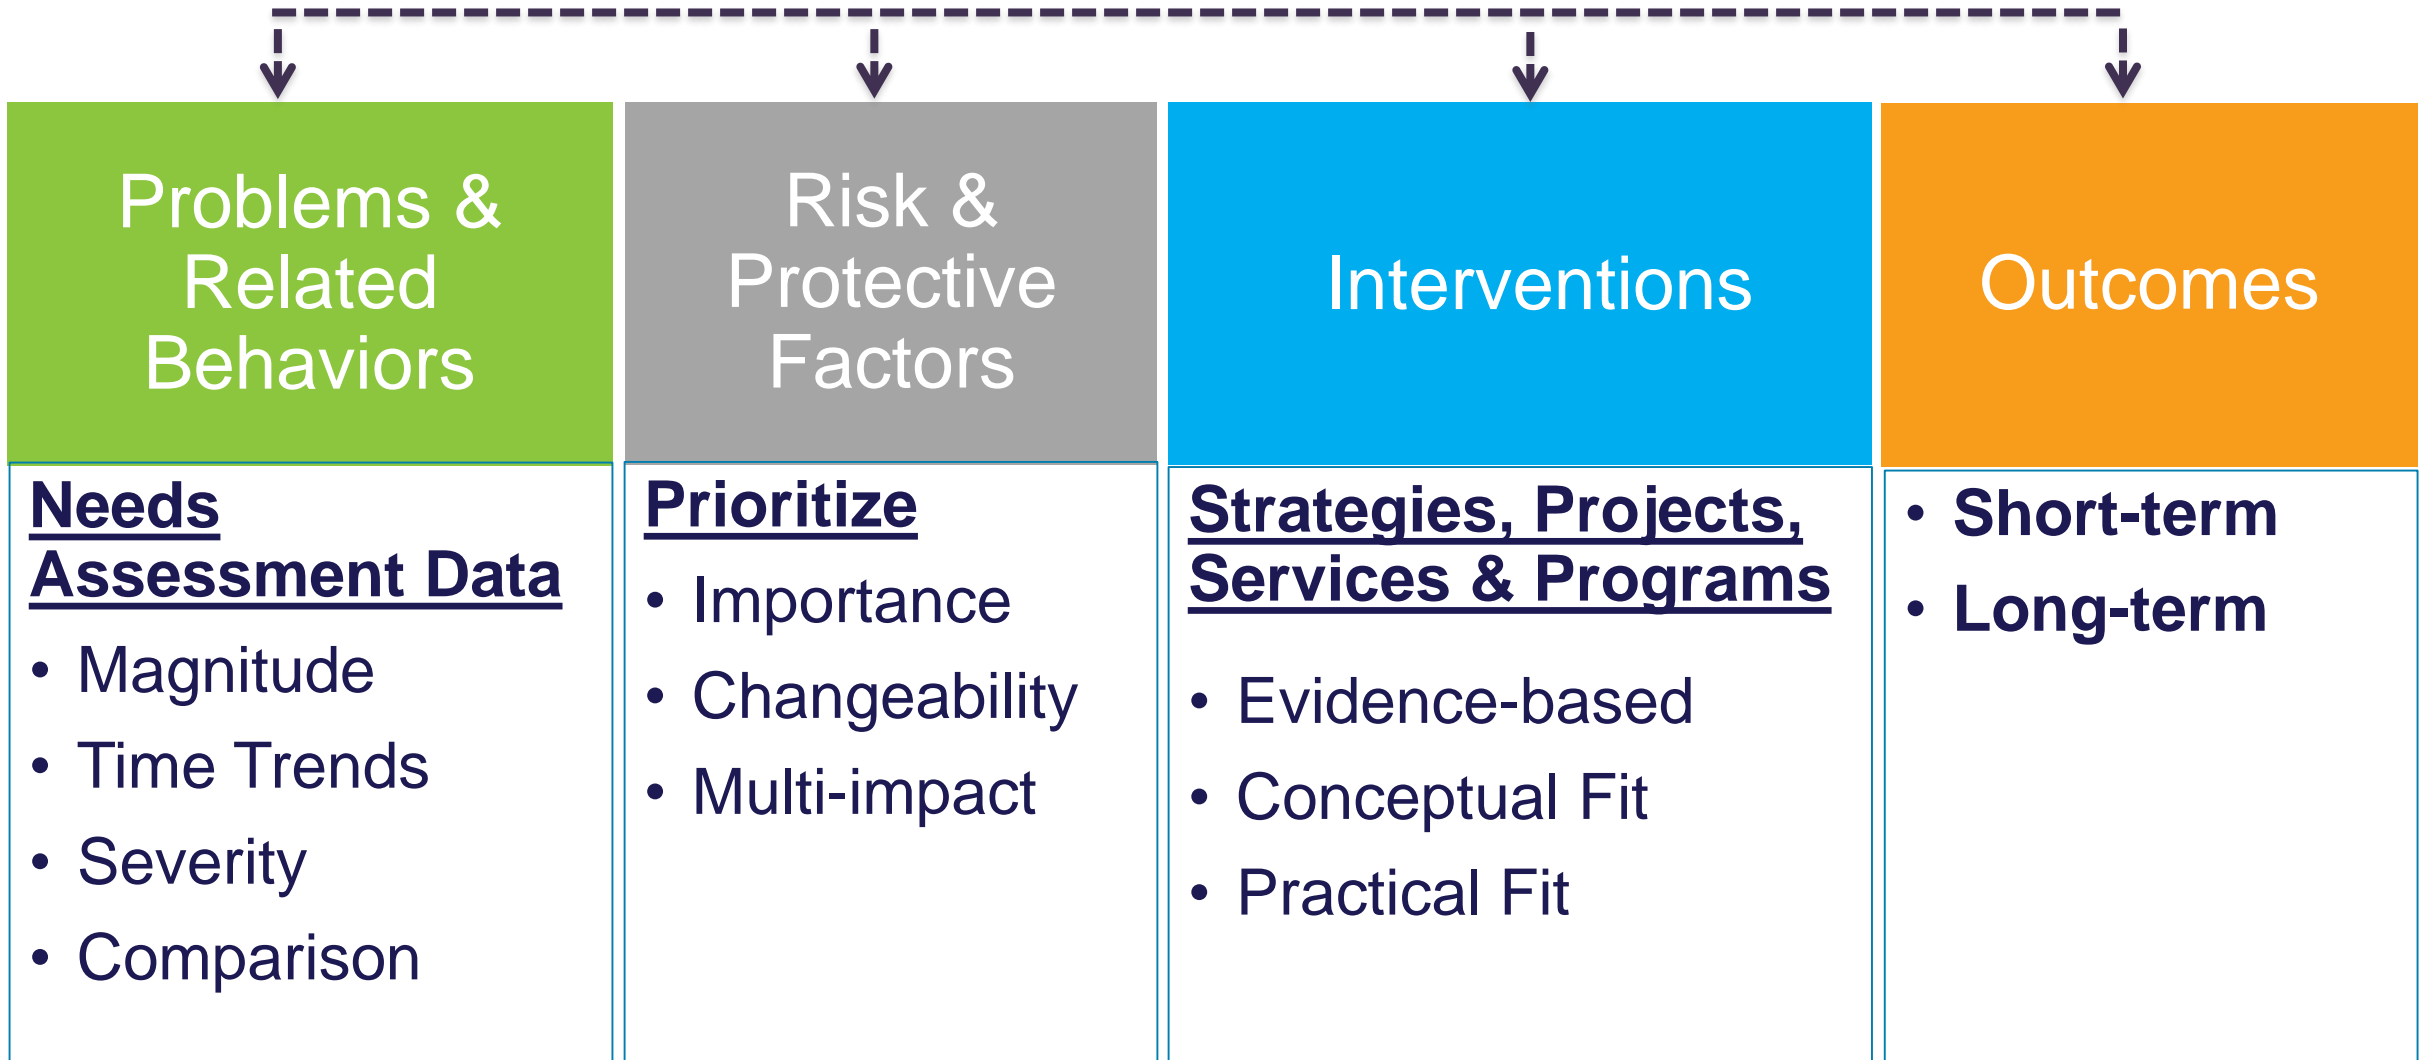 Problems &
Related
Behaviors
Risk &
Protective
Factors
Interventions
Outcomes
Needs
Assessment Data
• Magnitude
• Time Trends
• Severity
• Comparison
Prioritize
• Importance
• Changeability
• Multi-impact
Strategies, Projects,
Services & Programs
• Evidence-based
• Conceptual Fit
• Practical Fit
• Short-term
• Long-term